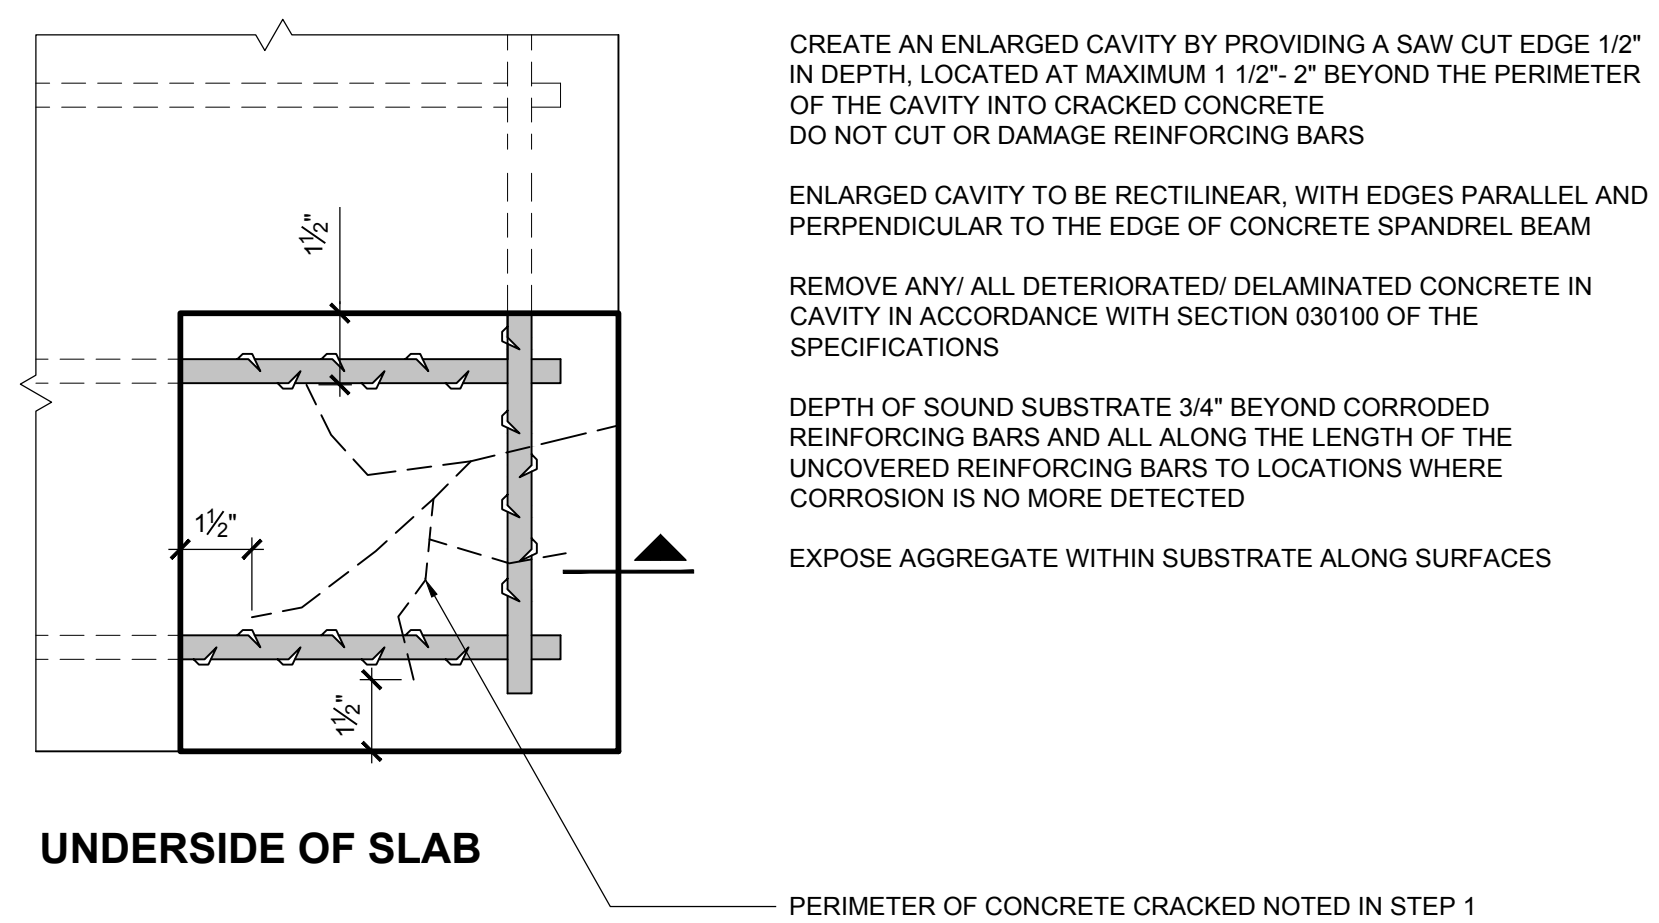 CREATE AN ENLARGED CAVITY BY PROVIDING A SAW CUT EDGE 1/2"
IN DEPTH, LOCATED AT MAXIMUM 1 1/2"- 2" BEYOND THE PERIMETER
OF THE CAVITY INTO CRACKED CONCRETE
DO NOT CUT OR DAMAGE REINFORCING BARS
ENLARGED CAVITY TO BE RECTILINEAR, WITH EDGES PARALLEL AND
PERPENDICULAR TO THE EDGE OF CONCRETE SPANDREL BEAM
REMOVE ANY/ ALL DETERIORATED/ DELAMINATED CONCRETE IN
CAVITY IN ACCORDANCE WITH SECTION 030100 OF THE
SPECIFICATIONS
DEPTH OF SOUND SUBSTRATE 3/4" BEYOND CORRODED
REINFORCING BARS AND ALL ALONG THE LENGTH OF THE
UNCOVERED REINFORCING BARS TO LOCATIONS WHERE
CORROSION IS NO MORE DETECTED
EXPOSE AGGREGATE WITHIN SUBSTRATE ALONG SURFACES
1½"
1½"
1½"
UNDERSIDE OF SLAB
PERIMETER OF CONCRETE CRACKED NOTED IN STEP 1